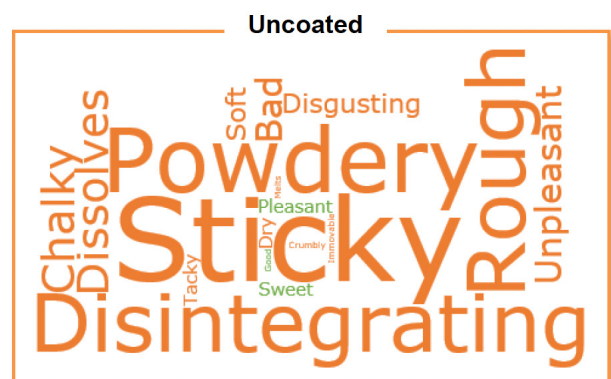 Uncoated
Soft
Bad
Disgusting
Rough
Unpleasant
Chalky
Dissolves
Powdery
Melts
Pleasant
Sticky
Dry
Good
Crumbly
Immovable
Tacky
Sweet
Disintegrating